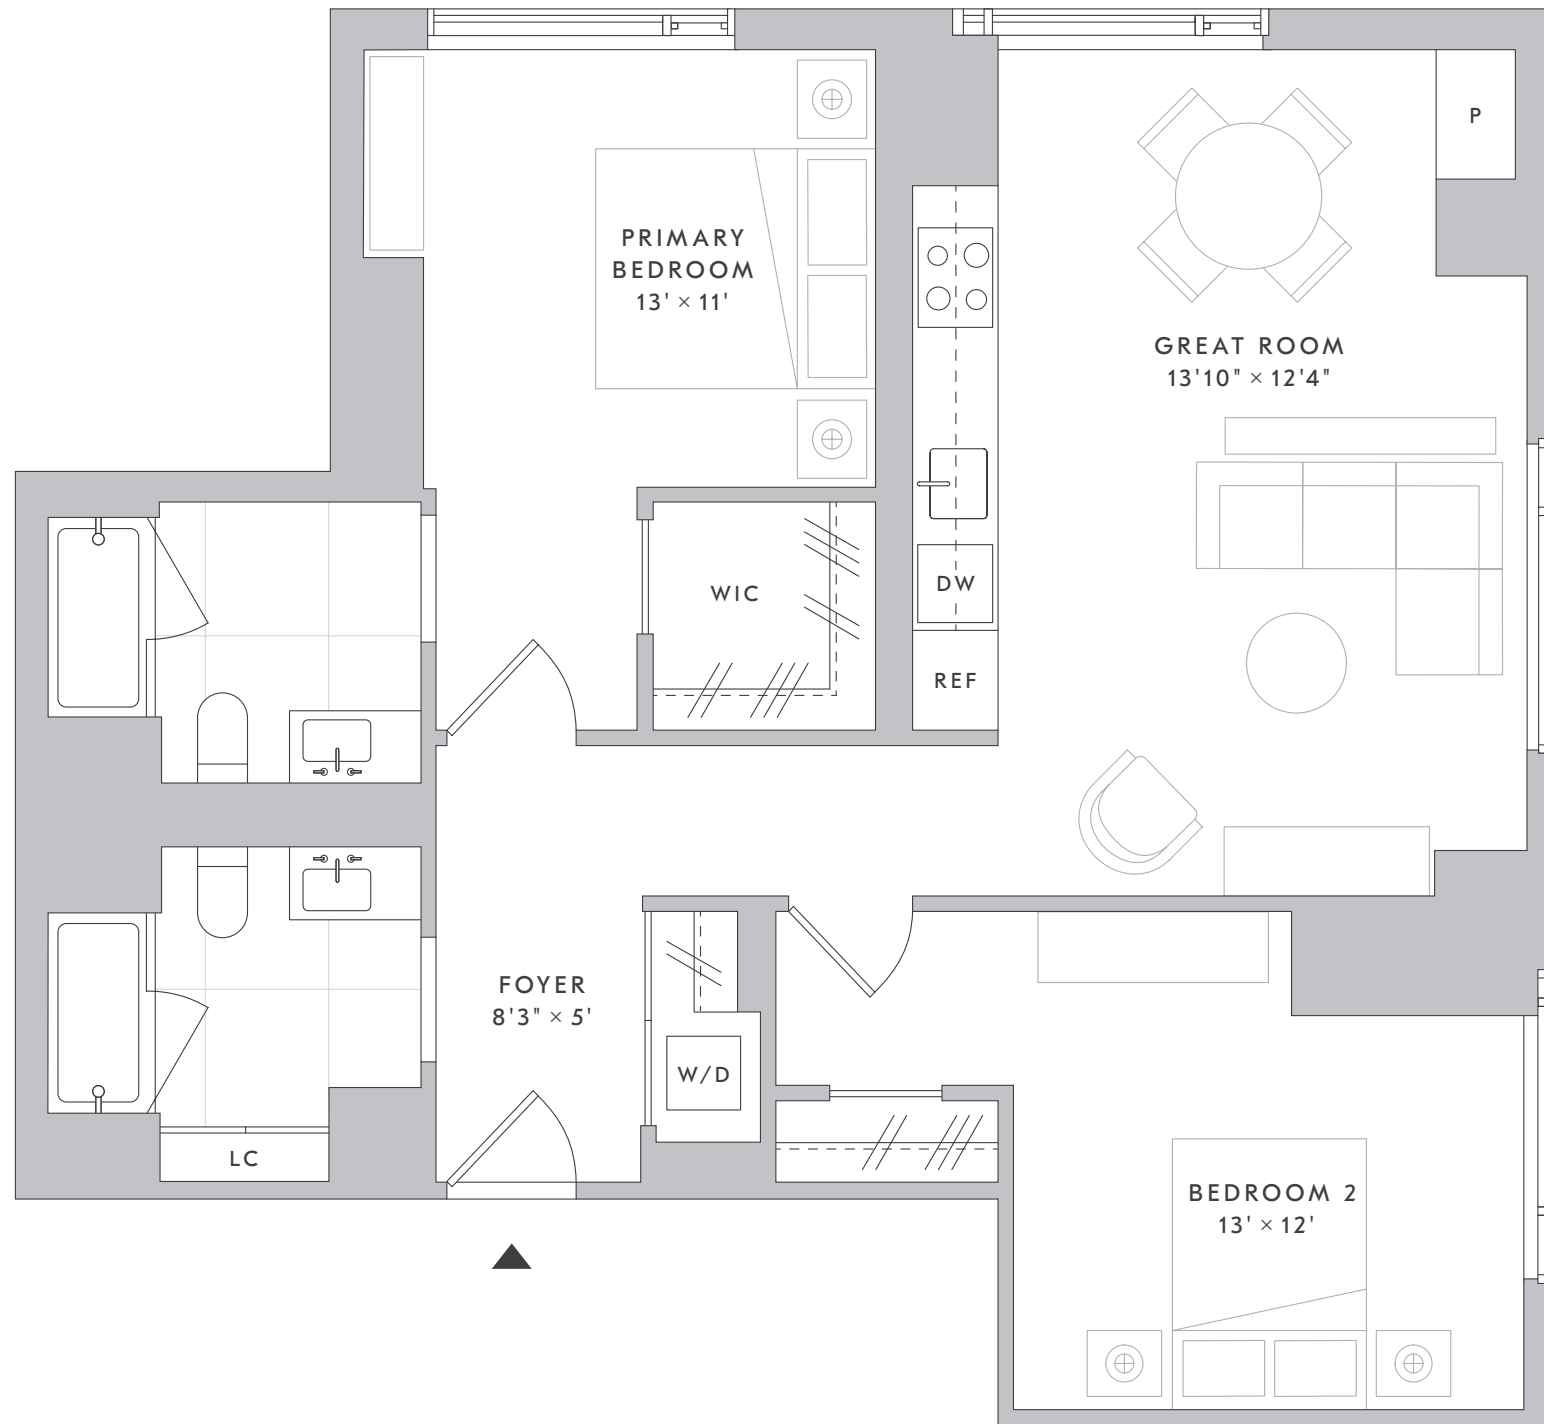 P
PRIMARY
BEDROOM
13' × 11'
GREAT ROOM
13'10" × 12'4"
WIC
DW
REF
FOYER
8'3" × 5'
W/D
LC
BEDROOM 2
13' × 12'